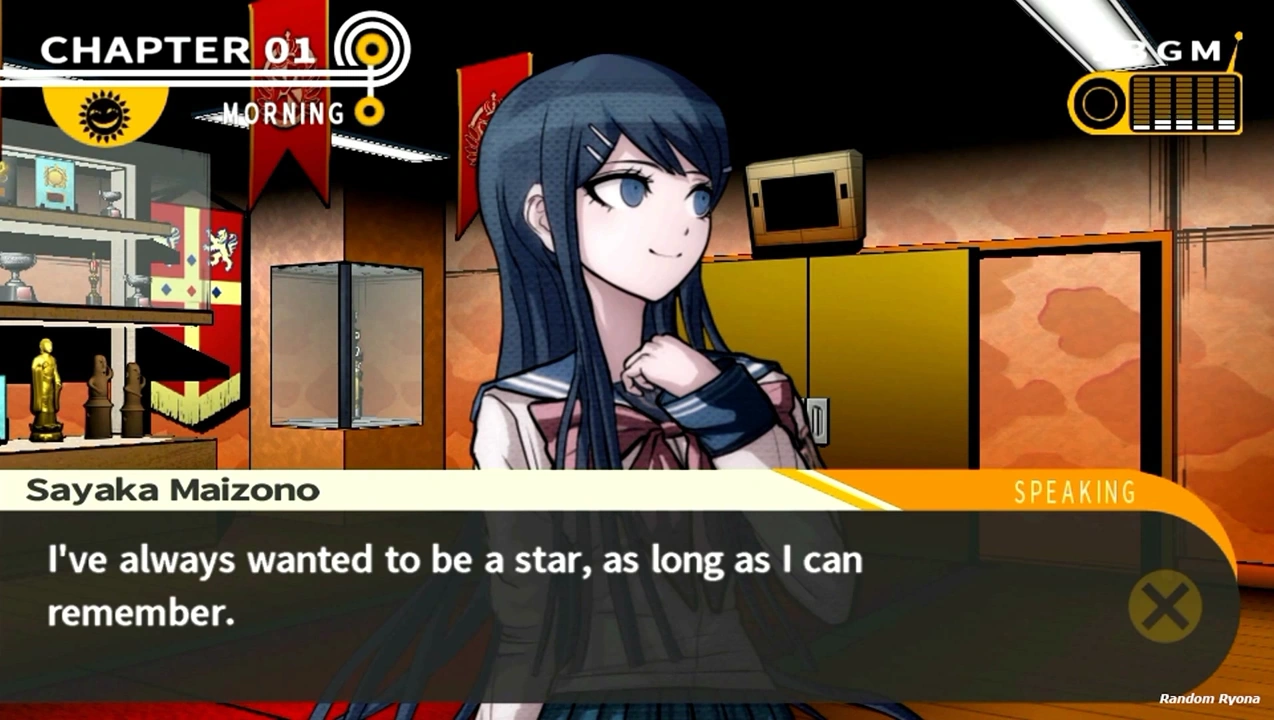 CHAPTER 01
BGM
MORNING
Sayaka Maizono
SPEAKING
I've always wanted to be a star, as long as I can
remember.
Random Ryona